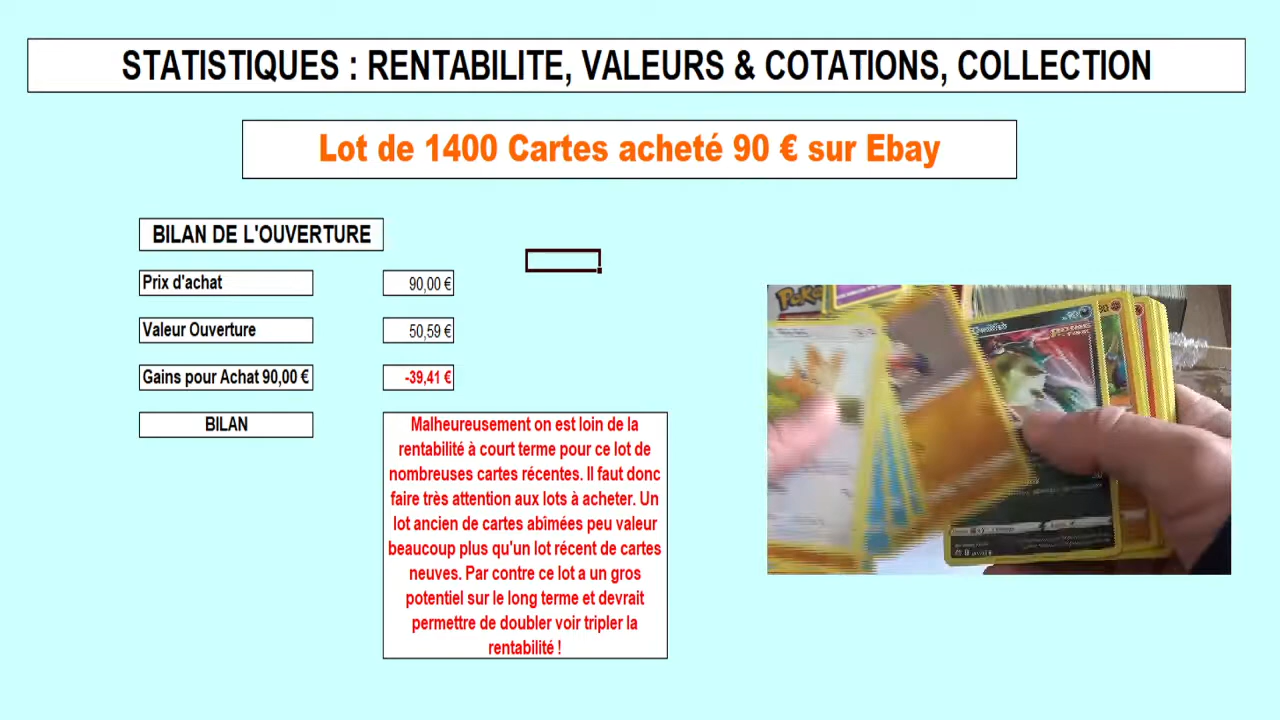 STATISTIQUES : RENTABILITE, VALEURS & COTATIONS, COLLECTION
Lot de 1400 Cartes acheté 90 € sur Ebay
BILAN DE L'OUVERTURE
Prix d'achat 90,00 €
Valeur Ouverture 50,59 €
Gains pour Achat 90,00 € -39,41 €
BILAN
Malheureusement on est loin de la
rentabilité à court terme pour ce lot de
nombreuses cartes récentes. Il faut donc
faire très attention aux lots à acheter. Un
lot ancien de cartes abîmées peu valeur
beaucoup plus qu'un lot récent de cartes
neuves. Par contre ce lot a un gros
potentiel sur le long terme et devrait
permettre de doubler voir tripler la
rentabilité !